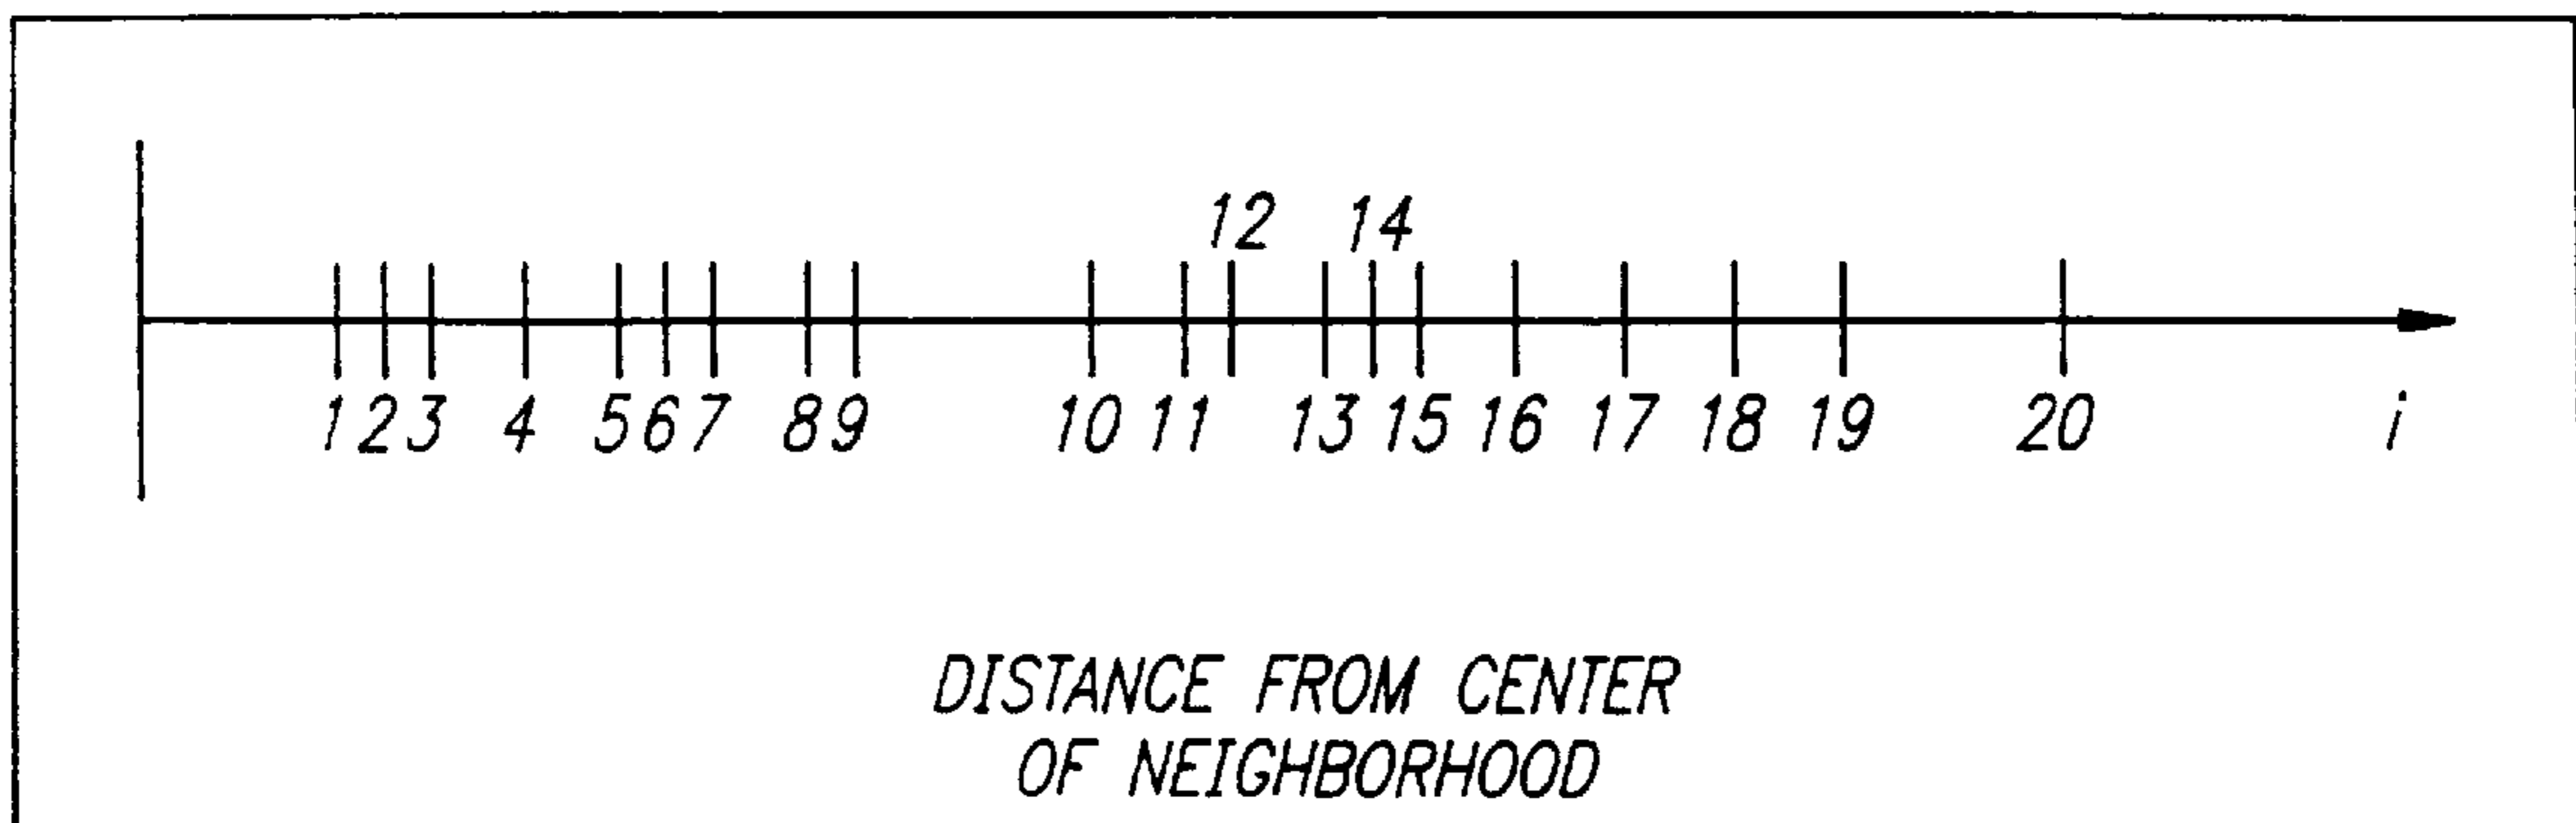 12 14
1 2 3 4 5 6 7 8 9 10 11 13 15 16 17 18 19 20 i
DISTANCE FROM CENTER
OF NEIGHBORHOOD